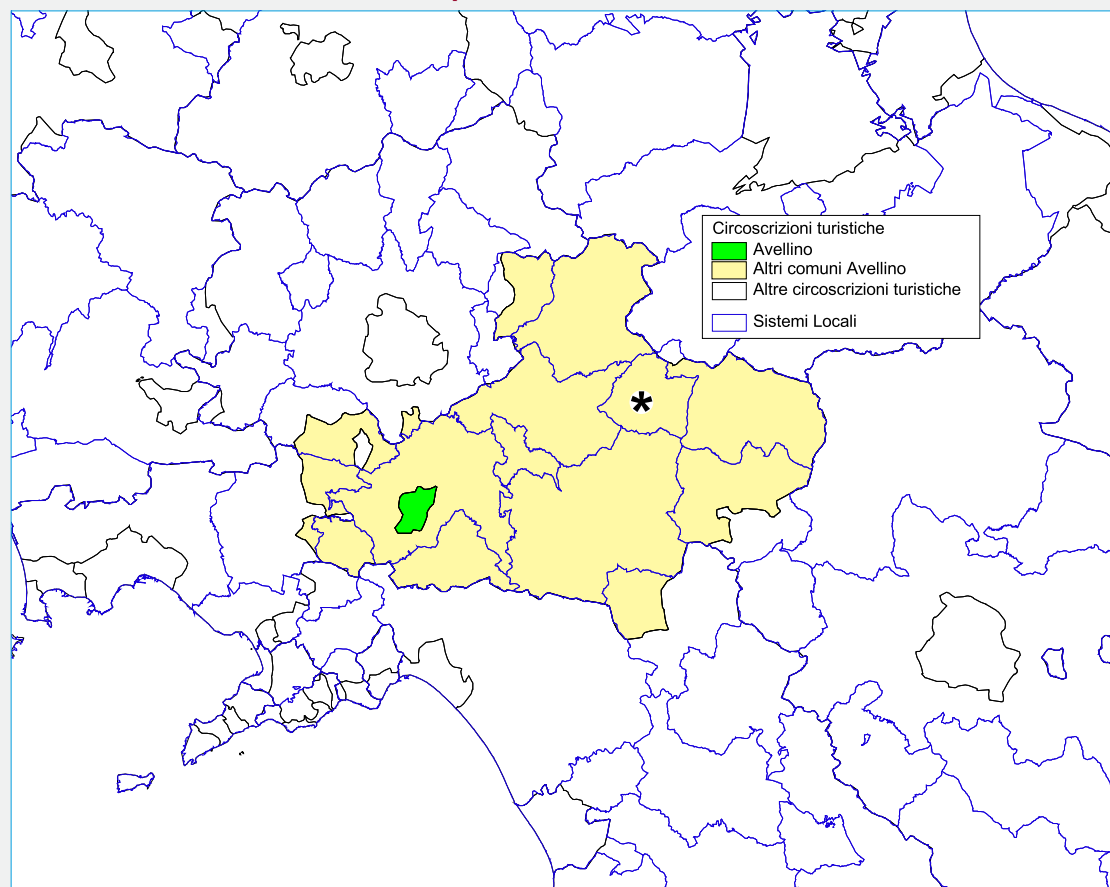 Circoscrizioni turistiche
Avellino
Altri comuni Avellino
Altre circoscrizioni turistiche
Sistemi Locali
*